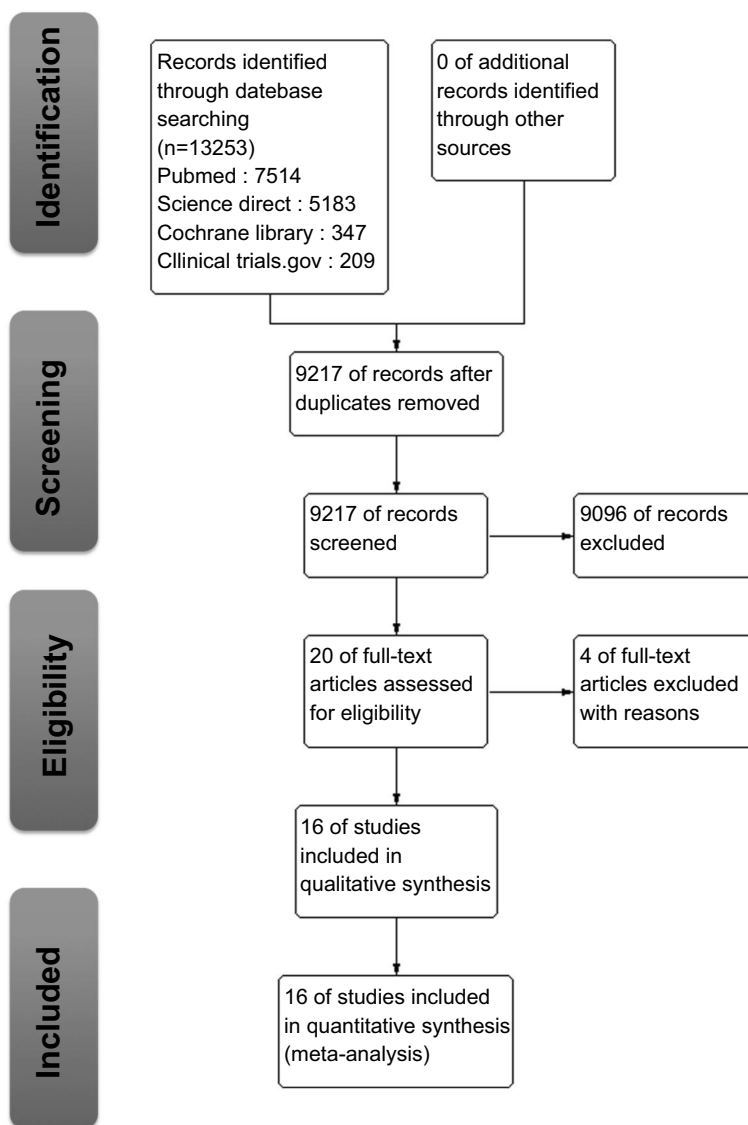 Identification
Records identified
through datebase
searching
(n=13253)
Pubmed : 7514
Science direct : 5183
Cochrane library : 347
Cllinical trials.gov : 209
0 of additional
records identified
through other
sources
Screening
9217 of records after
duplicates removed
9217 of records
screened
9096 of records
excluded
Eligibility
20 of full-text
articles assessed
for eligibility
4 of full-text
articles excluded
with reasons
16 of studies
included in
qualitative synthesis
Included
16 of studies included
in quantitative synthesis
(meta-analysis)